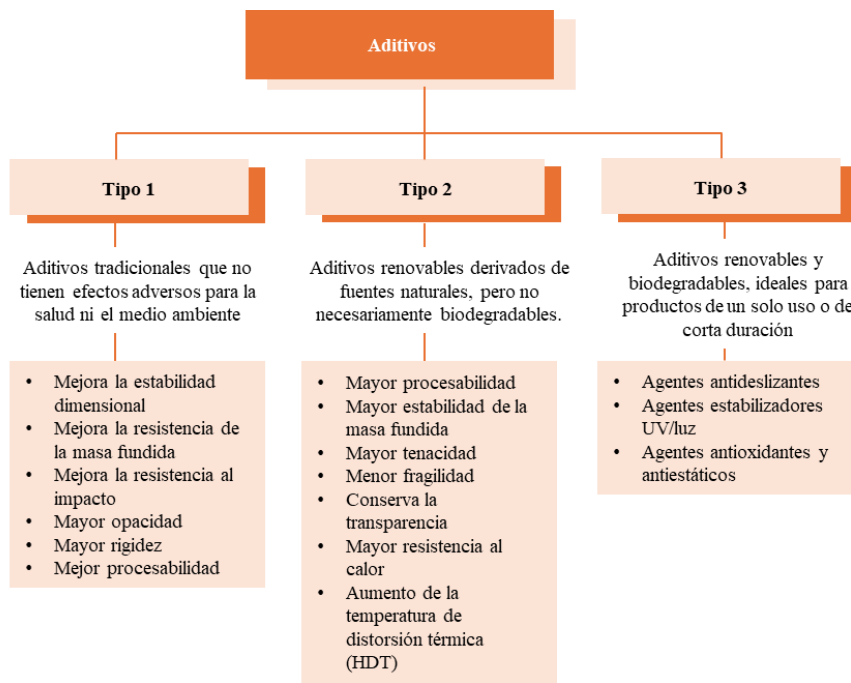 Aditivos
Tipo 1
Aditivos tradicionales que no
tienen efectos adversos para la
salud ni el medio ambiente
• Mejora la estabilidad
dimensional
• Mejora la resistencia de
la masa fundida
• Mejora la resistencia al
impacto
• Mayor opacidad
• Mayor rigidez
• Mejor procesabilidad
Tipo 2
Aditivos renovables derivados de
fuentes naturales, pero no
necesariamente biodegradables.
• Mayor procesabilidad
• Mayor estabilidad de la
masa fundida
• Mayor tenacidad
• Menor fragilidad
• Conserva la
transparencia
• Mayor resistencia al
calor
• Aumento de la
temperatura de
distorsión térmica
(HDT)
Tipo 3
Aditivos renovables y
biodegradables, ideales para
productos de un solo uso o de
corta duración
• Agentes antideslizantes
• Agentes estabilizadores
UV/luz
• Agentes antioxidantes y
antiestáticos